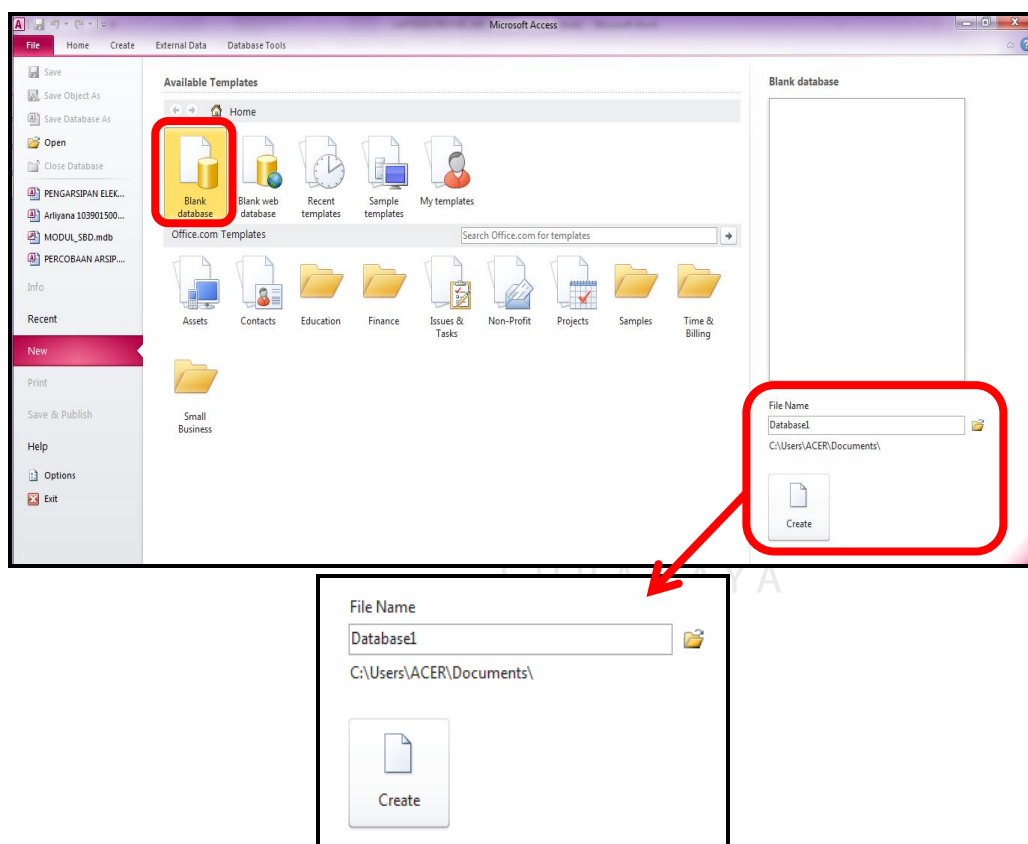 Microsoft Access
File Home Create External Data Database Tools
Save
Save Object As
Save Database As
Open
Close Database
PENGARSIPAN ELEK...
Arliyana 103901500...
MODUL_SBD.mdb
PERCOBAAN ARSIP....
Info
Recent
New
Print
Save & Publish
Help
Options
Exit
Available Templates
Home
Blank database
Blank web database
Recent templates
Sample templates
My templates
Office.com Templates
Search Office.com for templates
Assets
Contacts
Education
Finance
Issues & Tasks
Non-Profit
Projects
Samples
Time & Billing
Small Business
Blank database
File Name
Database1
C:\Users\ACER\Documents\
Create
File Name
Database1
C:\Users\ACER\Documents\
Create